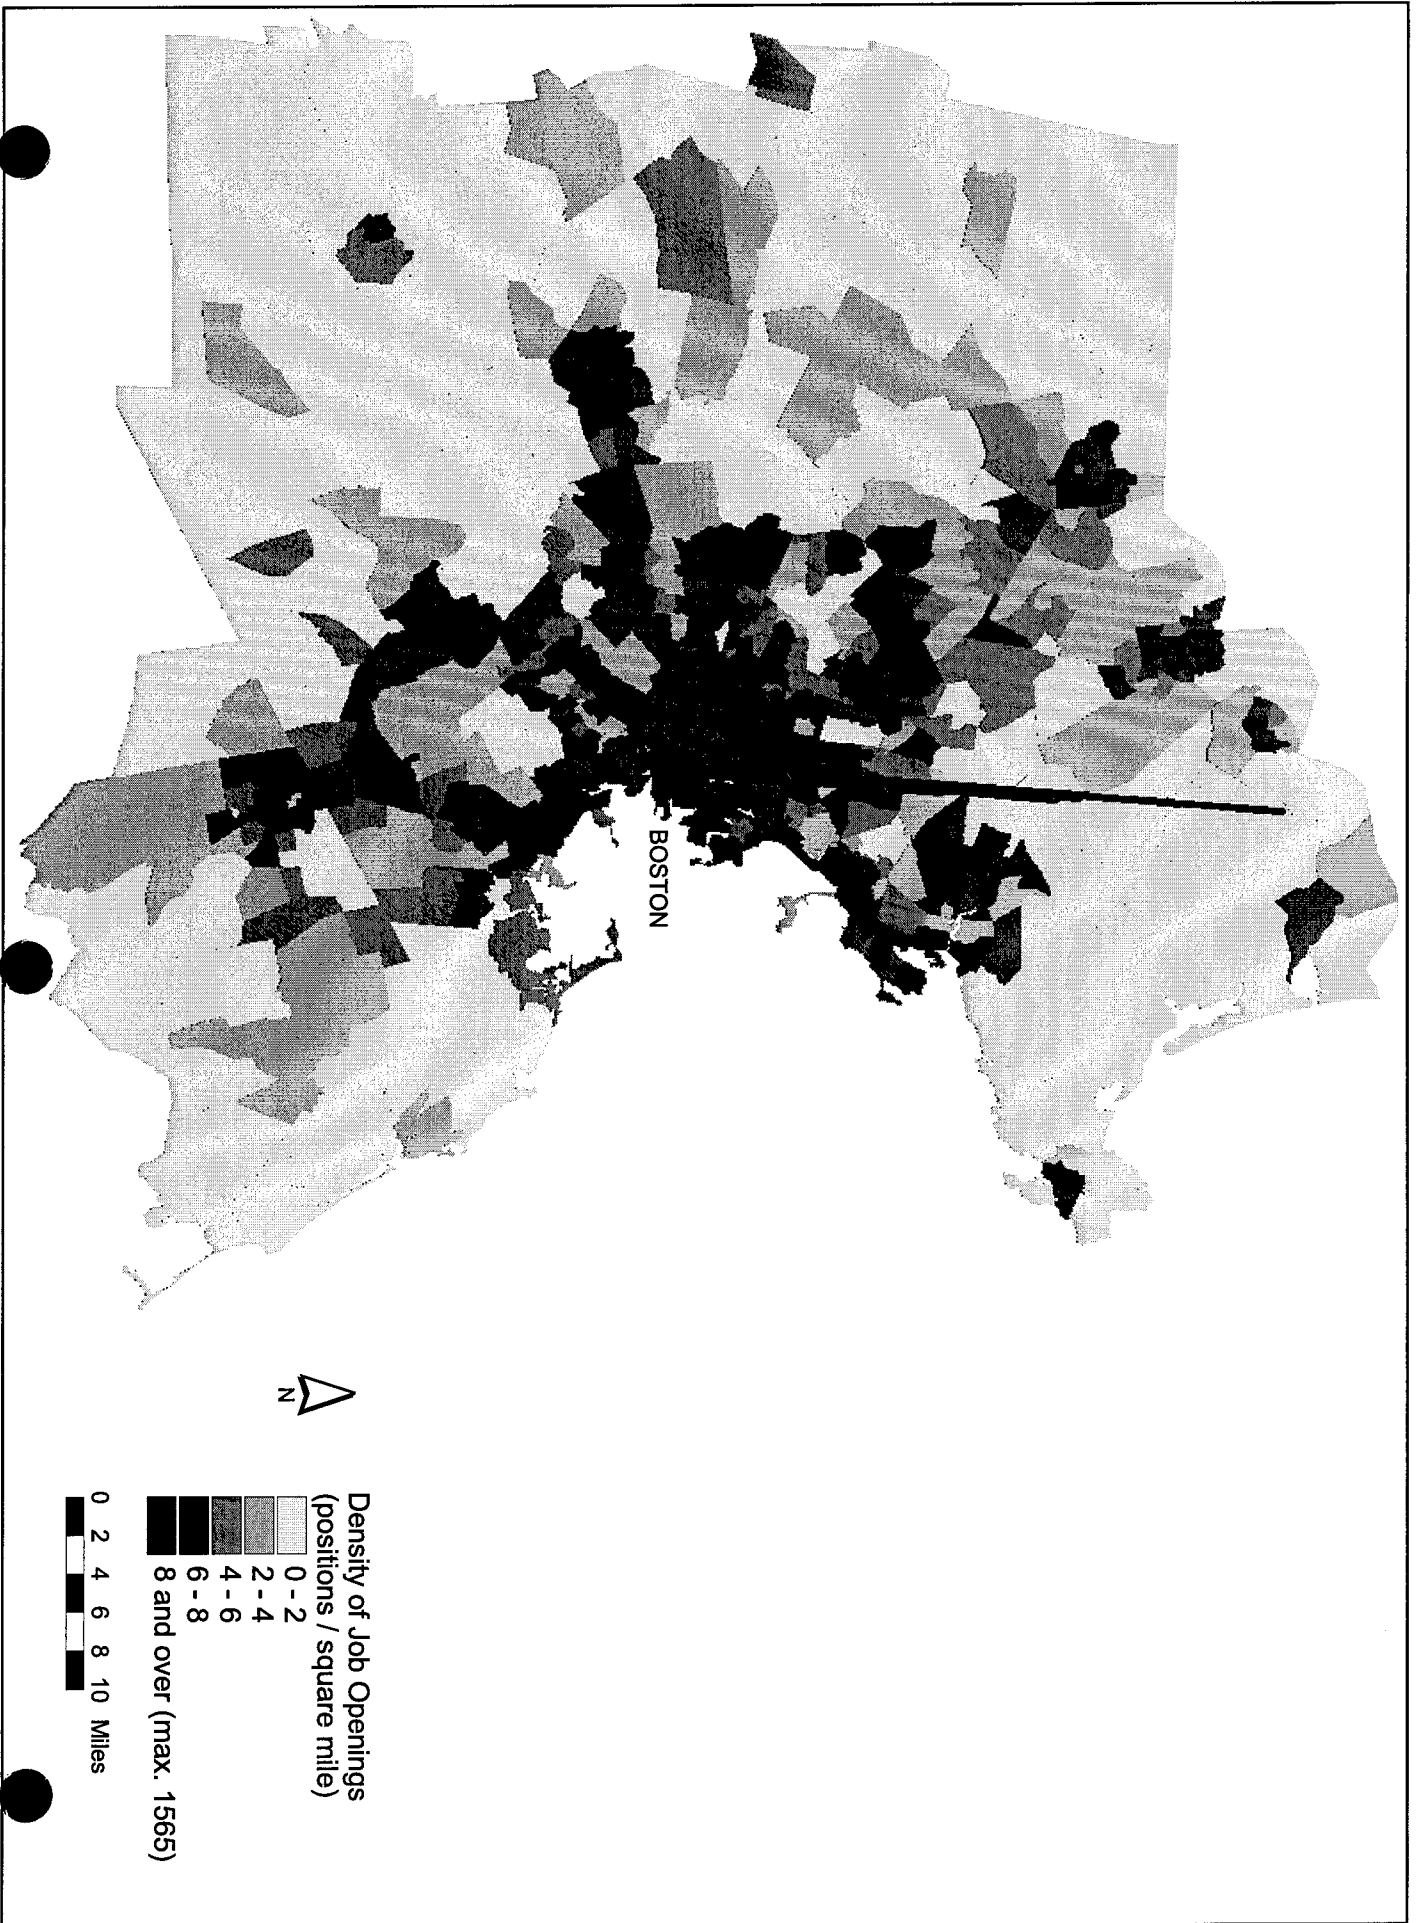 BOSTON
N
Density of Job Openings
(positions / square mile)
0 - 2
2 - 4
4 - 6
6 - 8
8 and over (max. 1565)
0 2 4 6 8 10 Miles